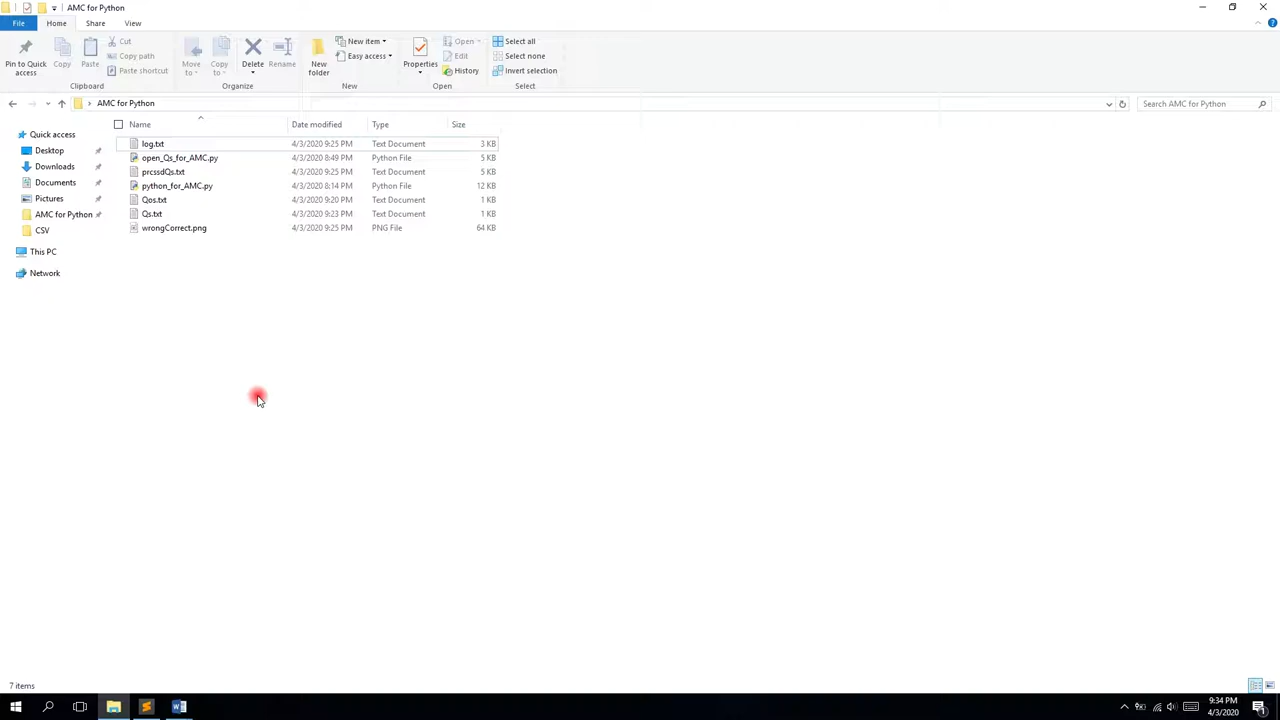 AMC for Python
File Home Share View
Pin to Quick access
Copy
Paste
Cut
Copy path
Paste shortcut
Clipboard
Move to
Copy to
Delete
Rename
Organize
New folder
New item
Easy access
New
Properties
Open
Edit
History
Open
Select all
Select none
Invert selection
Select
AMC for Python
Search AMC for Python
Quick access
Desktop
Downloads
Documents
Pictures
AMC for Python
CSV
This PC
Network
Name Date modified Type Size
log.txt 4/3/2020 9:25 PM Text Document 3 KB
open_Qs_for_AMC.py 4/3/2020 8:49 PM Python File 5 KB
prcssdQs.txt 4/3/2020 9:25 PM Text Document 5 KB
python_for_AMC.py 4/3/2020 8:14 PM Python File 12 KB
Qos.txt 4/3/2020 9:20 PM Text Document 1 KB
Qs.txt 4/3/2020 9:23 PM Text Document 1 KB
wrongCorrect.png 4/3/2020 9:25 PM PNG File 64 KB
7 items
9:34 PM
4/3/2020